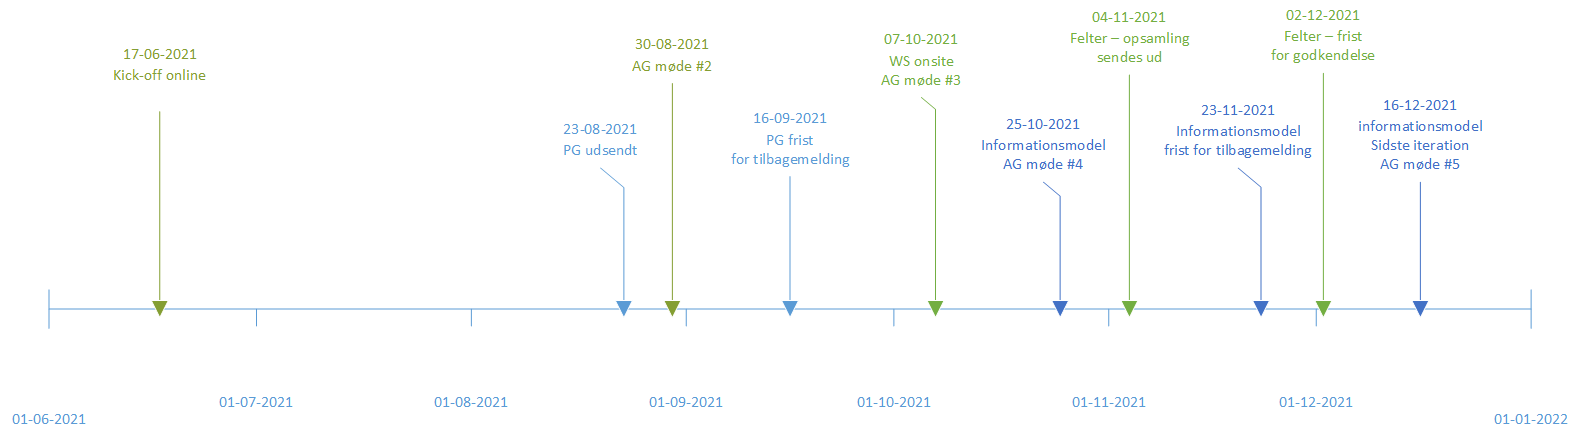 17-06-2021
Kick-off online
23-08-2021
PG udsendt
30-08-2021
AG møde #2
16-09-2021
PG frist
for tilbagemelding
07-10-2021
WS onsite
AG møde #3
25-10-2021
Informationsmodel
AG møde #4
04-11-2021
Felter – opsamling
sendes ud
23-11-2021
Informationsmodel
frist for tilbagemelding
02-12-2021
Felter – frist
for godkendelse
16-12-2021
informationsmodel
Sidste iteration
AG møde #5
01-06-2021
01-07-2021
01-08-2021
01-09-2021
01-10-2021
01-11-2021
01-12-2021
01-01-2022